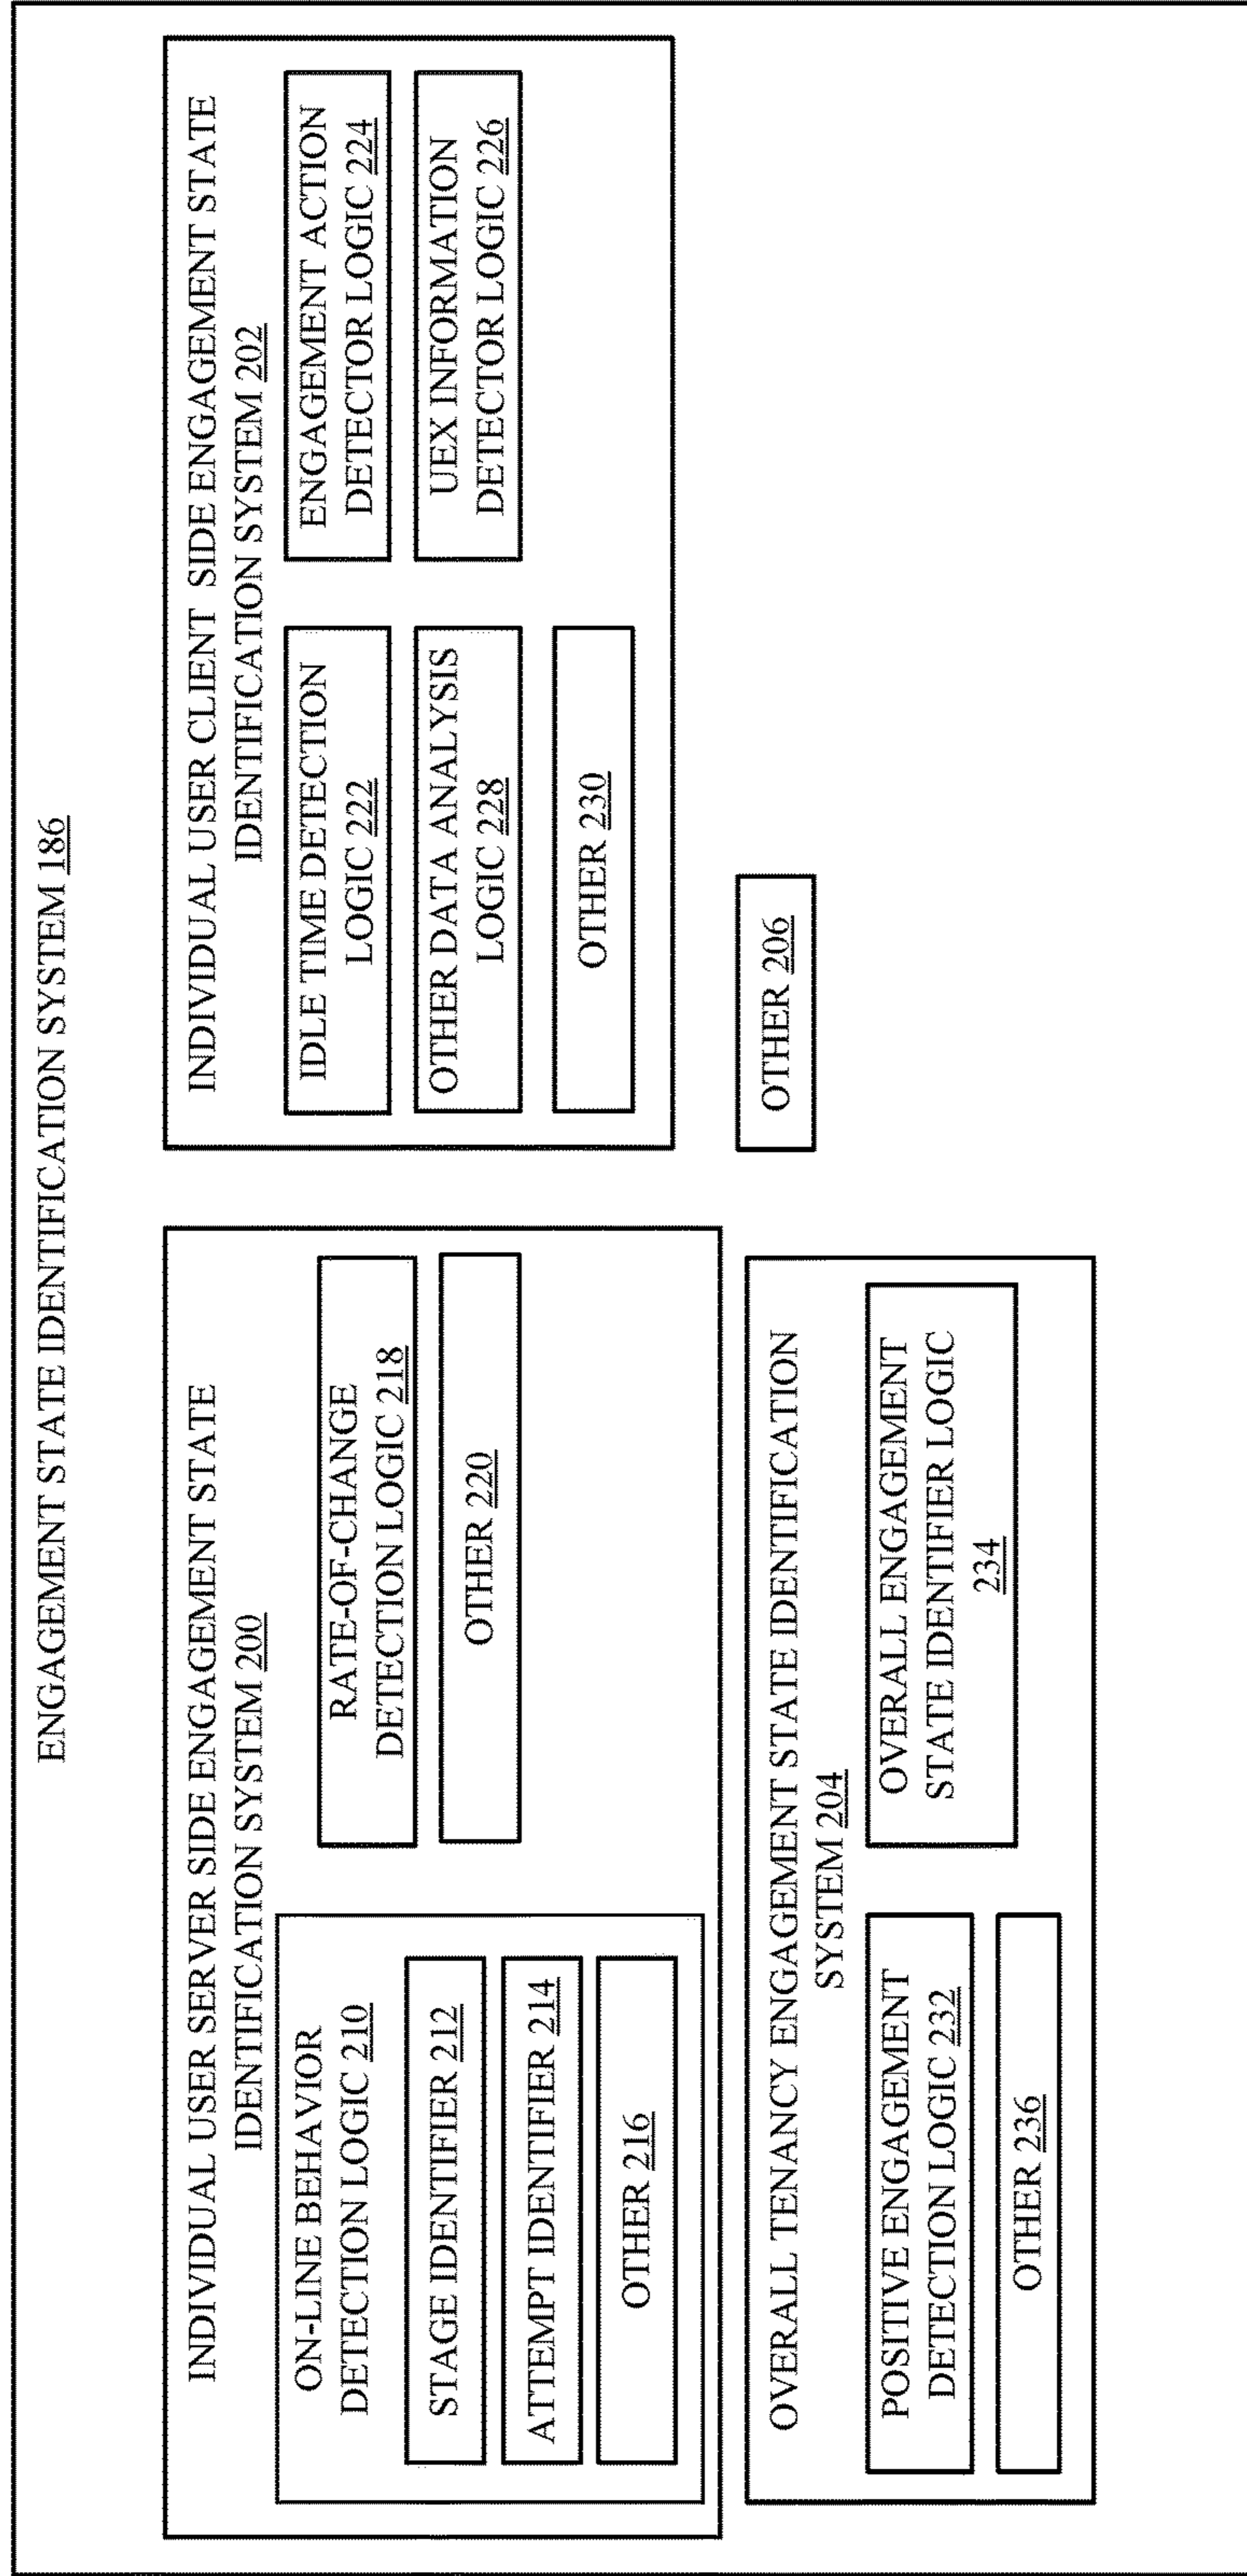 ENGAGEMENT STATE IDENTIFICATION SYSTEM 186
INDIVIDUAL USER SERVER SIDE ENGAGEMENT STATE
IDENTIFICATION SYSTEM 200
ON-LINE BEHAVIOR
DETECTION LOGIC 210
STAGE IDENTIFIER 212
ATTEMPT IDENTIFIER 214
OTHER 216
RATE-OF-CHANGE
DETECTION LOGIC 218
OTHER 220
INDIVIDUAL USER CLIENT SIDE ENGAGEMENT STATE
IDENTIFICATION SYSTEM 202
IDLE TIME DETECTION
LOGIC 222
ENGAGEMENT ACTION
DETECTOR LOGIC 224
OTHER DATA ANALYSIS
LOGIC 228
UEX INFORMATION
DETECTOR LOGIC 226
OTHER 230
OVERALL TENANCY ENGAGEMENT STATE IDENTIFICATION
SYSTEM 204
POSITIVE ENGAGEMENT
DETECTION LOGIC 232
OTHER 236
OVERALL ENGAGEMENT
STATE IDENTIFIER LOGIC
234
OTHER 206